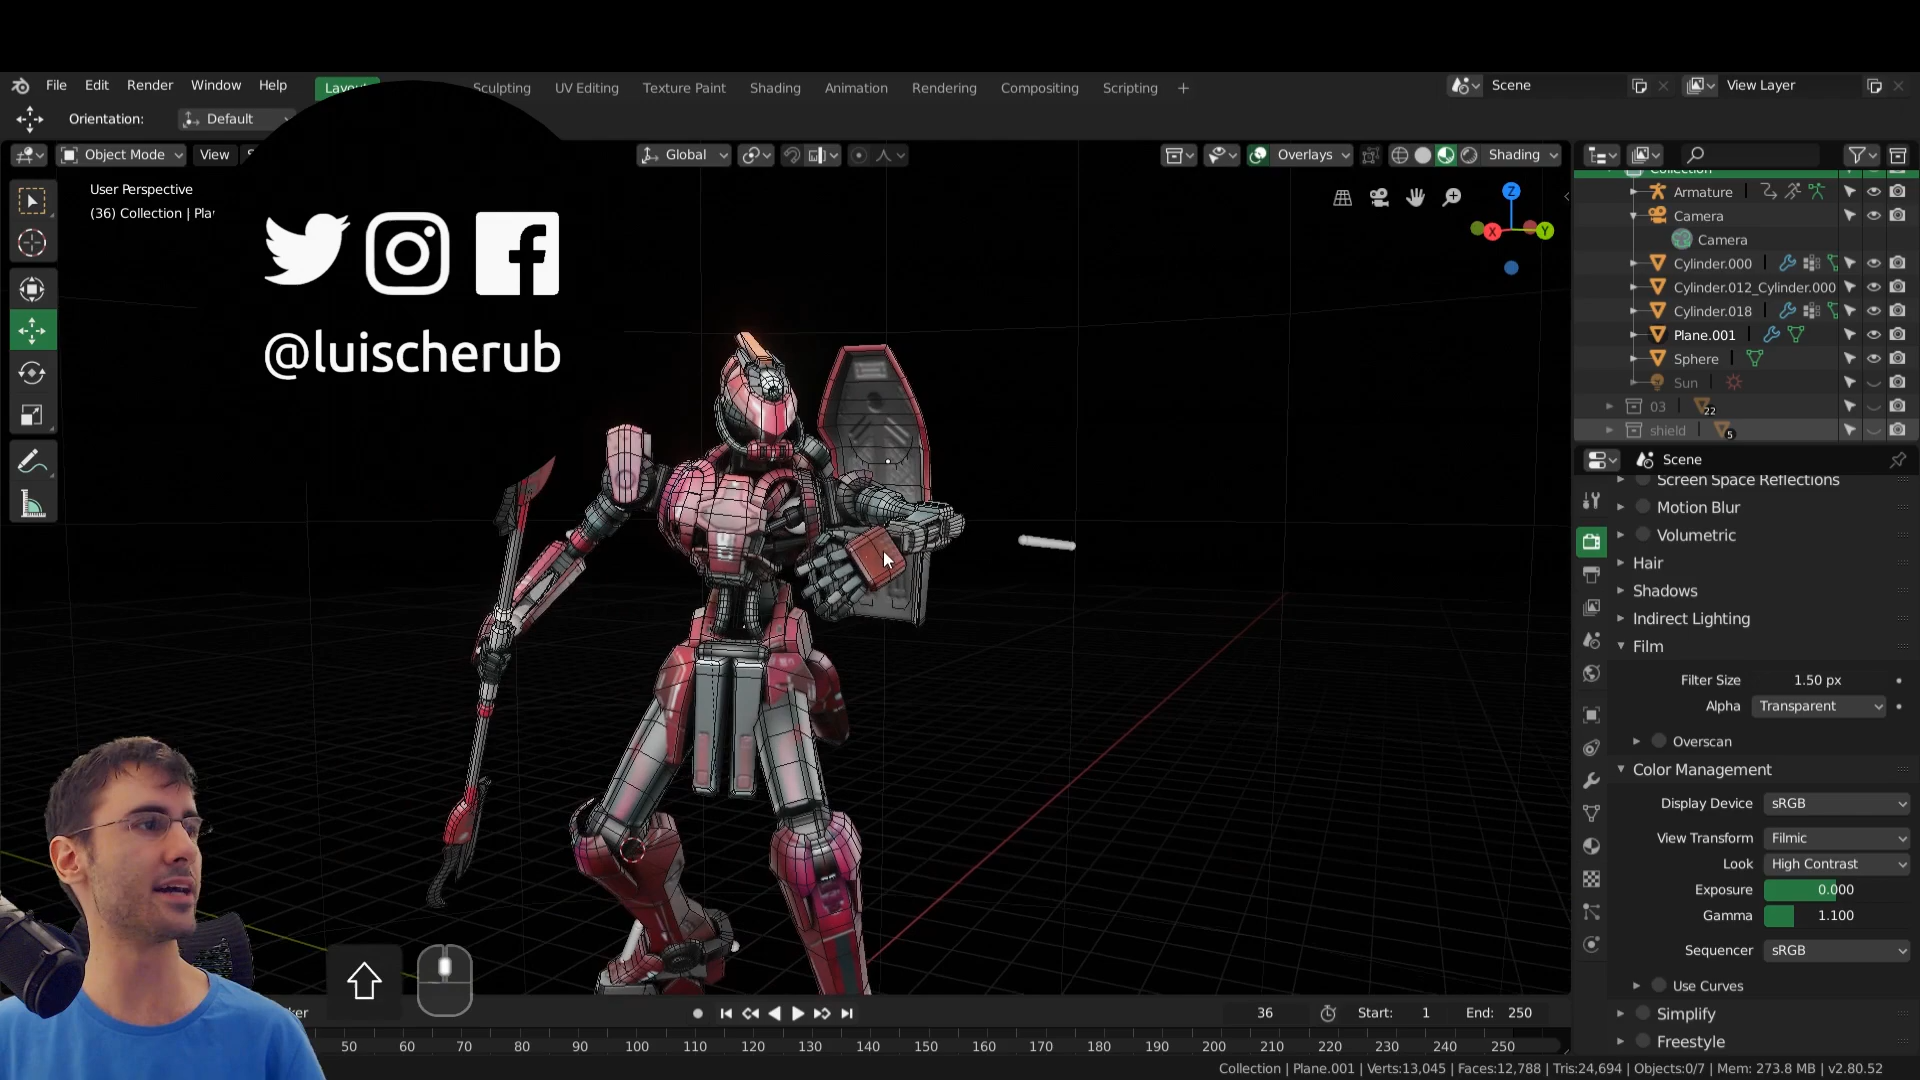 File Edit Render Window Help
Sculpting UV Editing Texture Paint Shading Animation Rendering Compositing Scripting +
Scene
View Layer
Orientation: Default
Object Mode View
Global
Overlays
Shading
User Perspective
(36) Collection |
@luischerub
Z
X
Y
Collection
Armature
Camera
Camera
Cylinder.000
Cylinder.012_Cylinder.000
Cylinder.018
Plane.001
Sphere
Sun
03 22
shield 5
Scene
Screen Space Reflections
Motion Blur
Volumetric
Hair
Shadows
Indirect Lighting
Film
Filter Size 1.50 px
Alpha Transparent
Overscan
Color Management
Display Device sRGB
View Transform Filmic
Look High Contrast
Exposure 0.000
Gamma 1.100
Sequencer sRGB
Use Curves
Simplify
Freestyle
36 Start: 1 End: 250
50 60 70 80 90 100 110 120 130 140 150 160 170 180 190 200 210 220 230 240 250
Collection | Plane.001 | Verts:13,045 | Faces:12,788 | Tris:24,694 | Objects:0/7 | Mem: 273.8 MB | v2.80.52